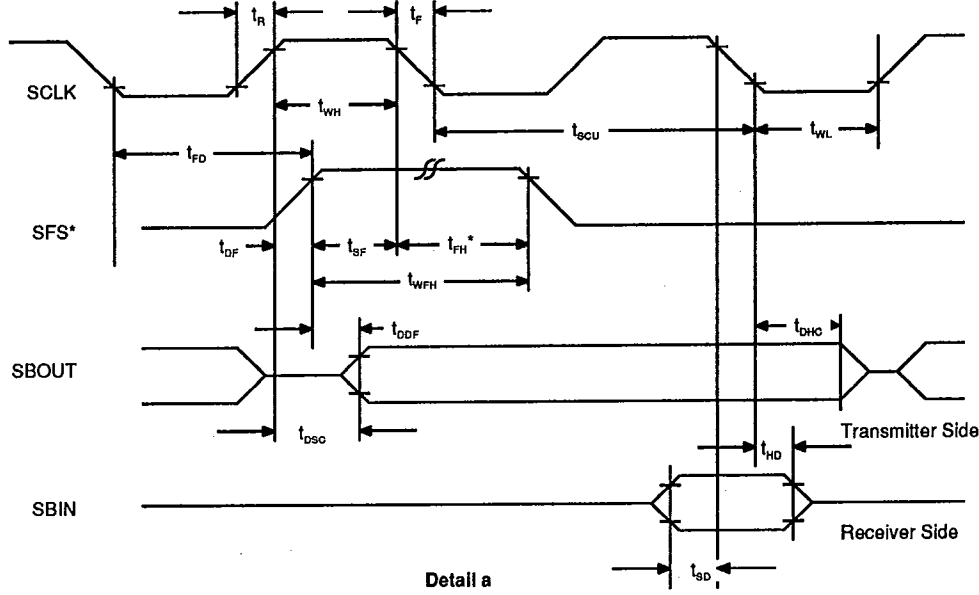 tR
tF
SCLK
tWH
tSCU
tWL
tFD
SFS*
tDF
tSF
tFH*
tWFH
tDDF
tDHC
SBOUT
tDSC
Transmitter Side
tHD
SBIN
Receiver Side
tSD
Detail a